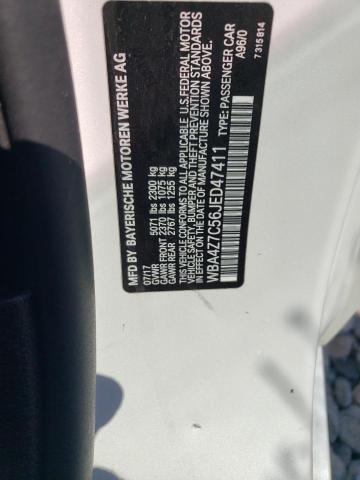 MFD BY BAYERISCHE MOTOREN WERKE AG
07/17
GVWR 5071 lbs 2300 kg
GAWR FRONT 2370 lbs 1075 kg
GAWR REAR 2767 lbs 1255 kg
THIS VEHICLE CONFORMS TO ALL APPLICABLE U.S.FEDERAL MOTOR
VEHICLE SAFETY, BUMPER AND THEFT PREVENTION STANDARDS
IN EFFECT ON THE DATE OF MANUFACTURE SHOWN ABOVE.
WBA4Z7C56JED47411 TYPE: PASSENGER CAR
A96/0
7 315 814